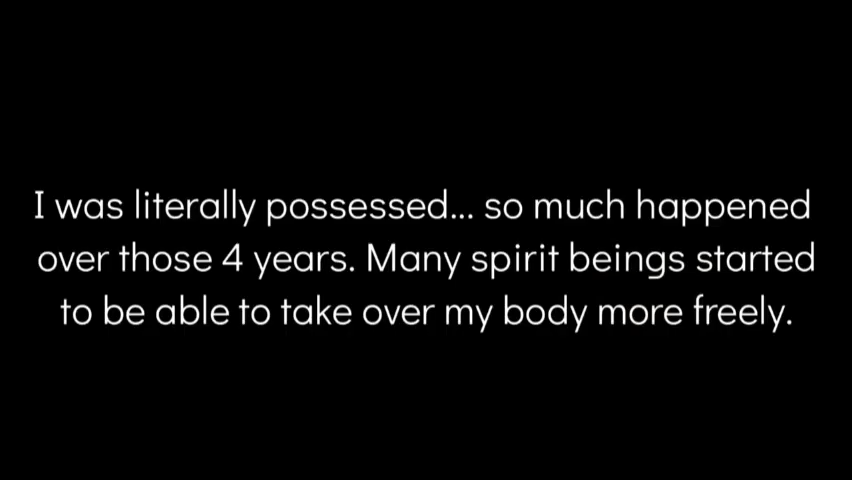 I was literally possessed... so much happened
over those 4 years. Many spirit beings started
to be able to take over my body more freely.